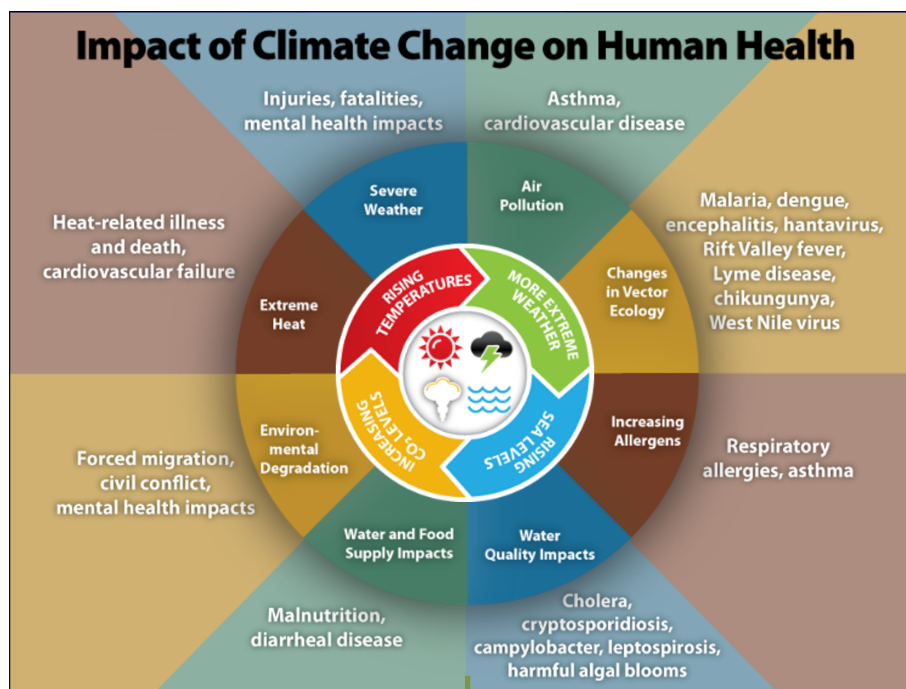 Impact of Climate Change on Human Health
Injuries, fatalities,
mental health impacts
Asthma,
cardiovascular disease
Severe
Weather
Air
Pollution
Heat-related illness
and death,
cardiovascular failure
Malaria, dengue,
encephalitis, hantavirus,
Rift Valley fever,
Lyme disease,
chikungunya,
West Nile virus
Extreme
Heat
RISING
TEMPERATURES
MORE EXTREME
WEATHER
Changes
in Vector
Ecology
Environ-
mental
Degradation
INCREASING
CO₂ LEVELS
RISING
SEA LEVELS
Increasing
Allergens
Forced migration,
civil conflict,
mental health impacts
Respiratory
allergies, asthma
Water and Food
Supply Impacts
Water
Quality Impacts
Malnutrition,
diarrheal disease
Cholera,
cryptosporidiosis,
campylobacter, leptospirosis,
harmful algal blooms